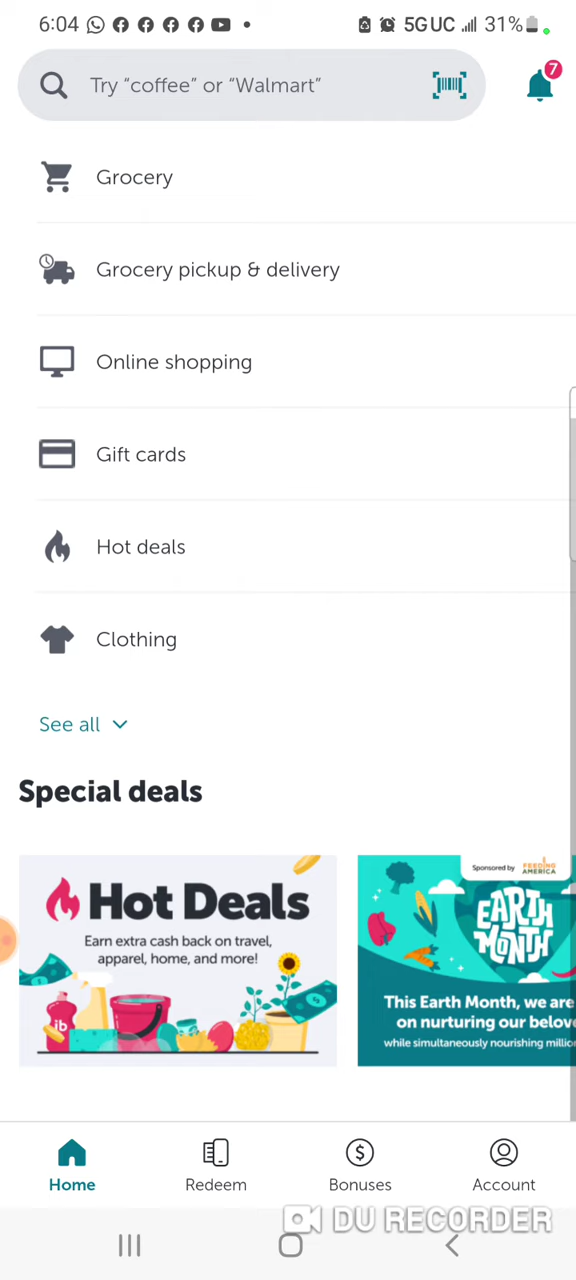 6:04 5GUC 31%
Try “coffee” or “Walmart”
7
Grocery
Grocery pickup & delivery
Online shopping
Gift cards
Hot deals
Clothing
See all
Special deals
Hot Deals
Earn extra cash back on travel,
apparel, home, and more!
ib
Sponsored by FEEDING
AMERICA
EARTH
MONTH
This Earth Month, we are
on nurturing our
while simultaneously nourishing
Home
Redeem
Bonuses
Account
DU RECORDER